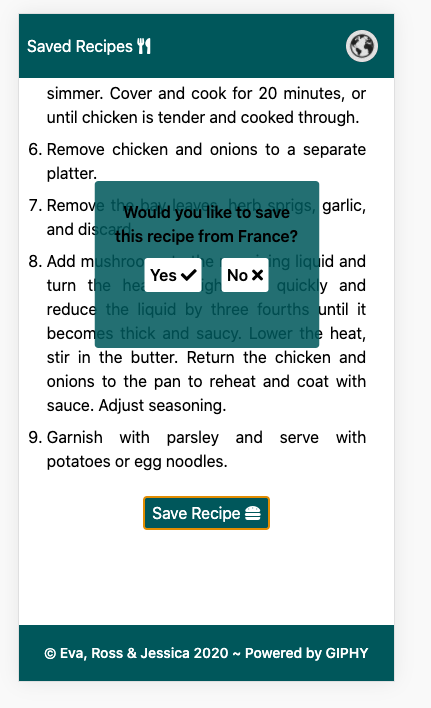 Saved Recipes
simmer. Cover and cook for 20 minutes, or
until chicken is tender and cooked through.
6. Remove chicken and onions to a separate
platter.
7. Remove the bay leaves, herb sprigs, garlic,
and discard
Would you like to save
this recipe from France?
Yes
No
8. Add to the liquid and
turn the quickly and
reduce the liquid by three fourths until it
becomes thick and saucy. Lower the heat,
stir in the butter. Return the chicken and
onions to the pan to reheat and coat with
sauce. Adjust seasoning.
9. Garnish with parsley and serve with
potatoes or egg noodles.
Save Recipe
© Eva, Ross & Jessica 2020 ~ Powered by GIPHY